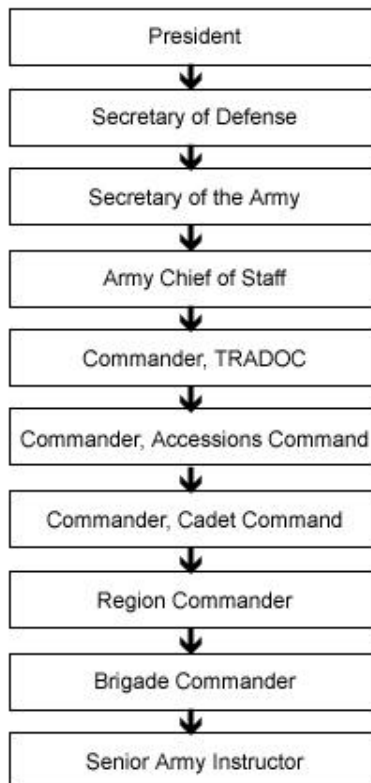 President
Secretary of Defense
Secretary of the Army
Army Chief of Staff
Commander, TRADOC
Commander, Accessions Command
Commander, Cadet Command
Region Commander
Brigade Commander
Senior Army Instructor